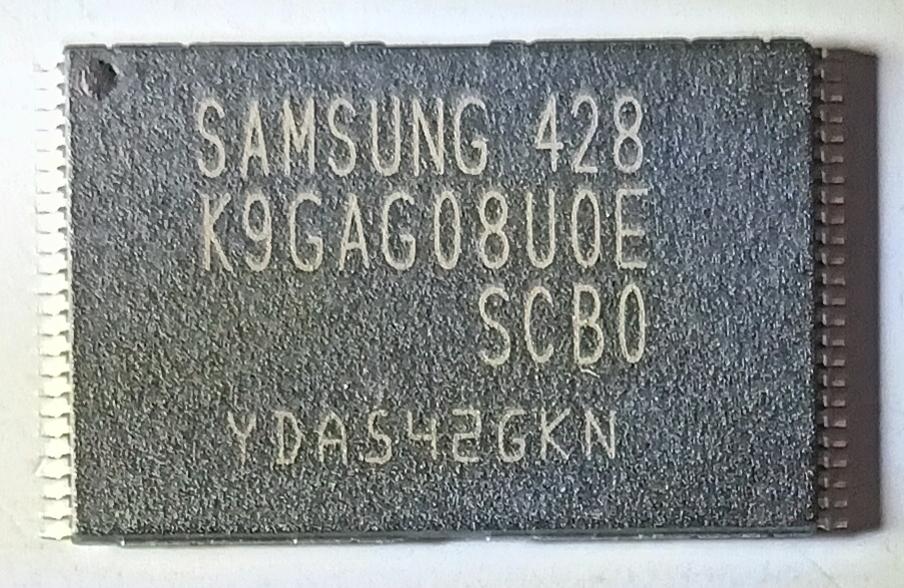 SAMSUNG 428
K9GAG08U0E
SCB0
YDAS42GKN